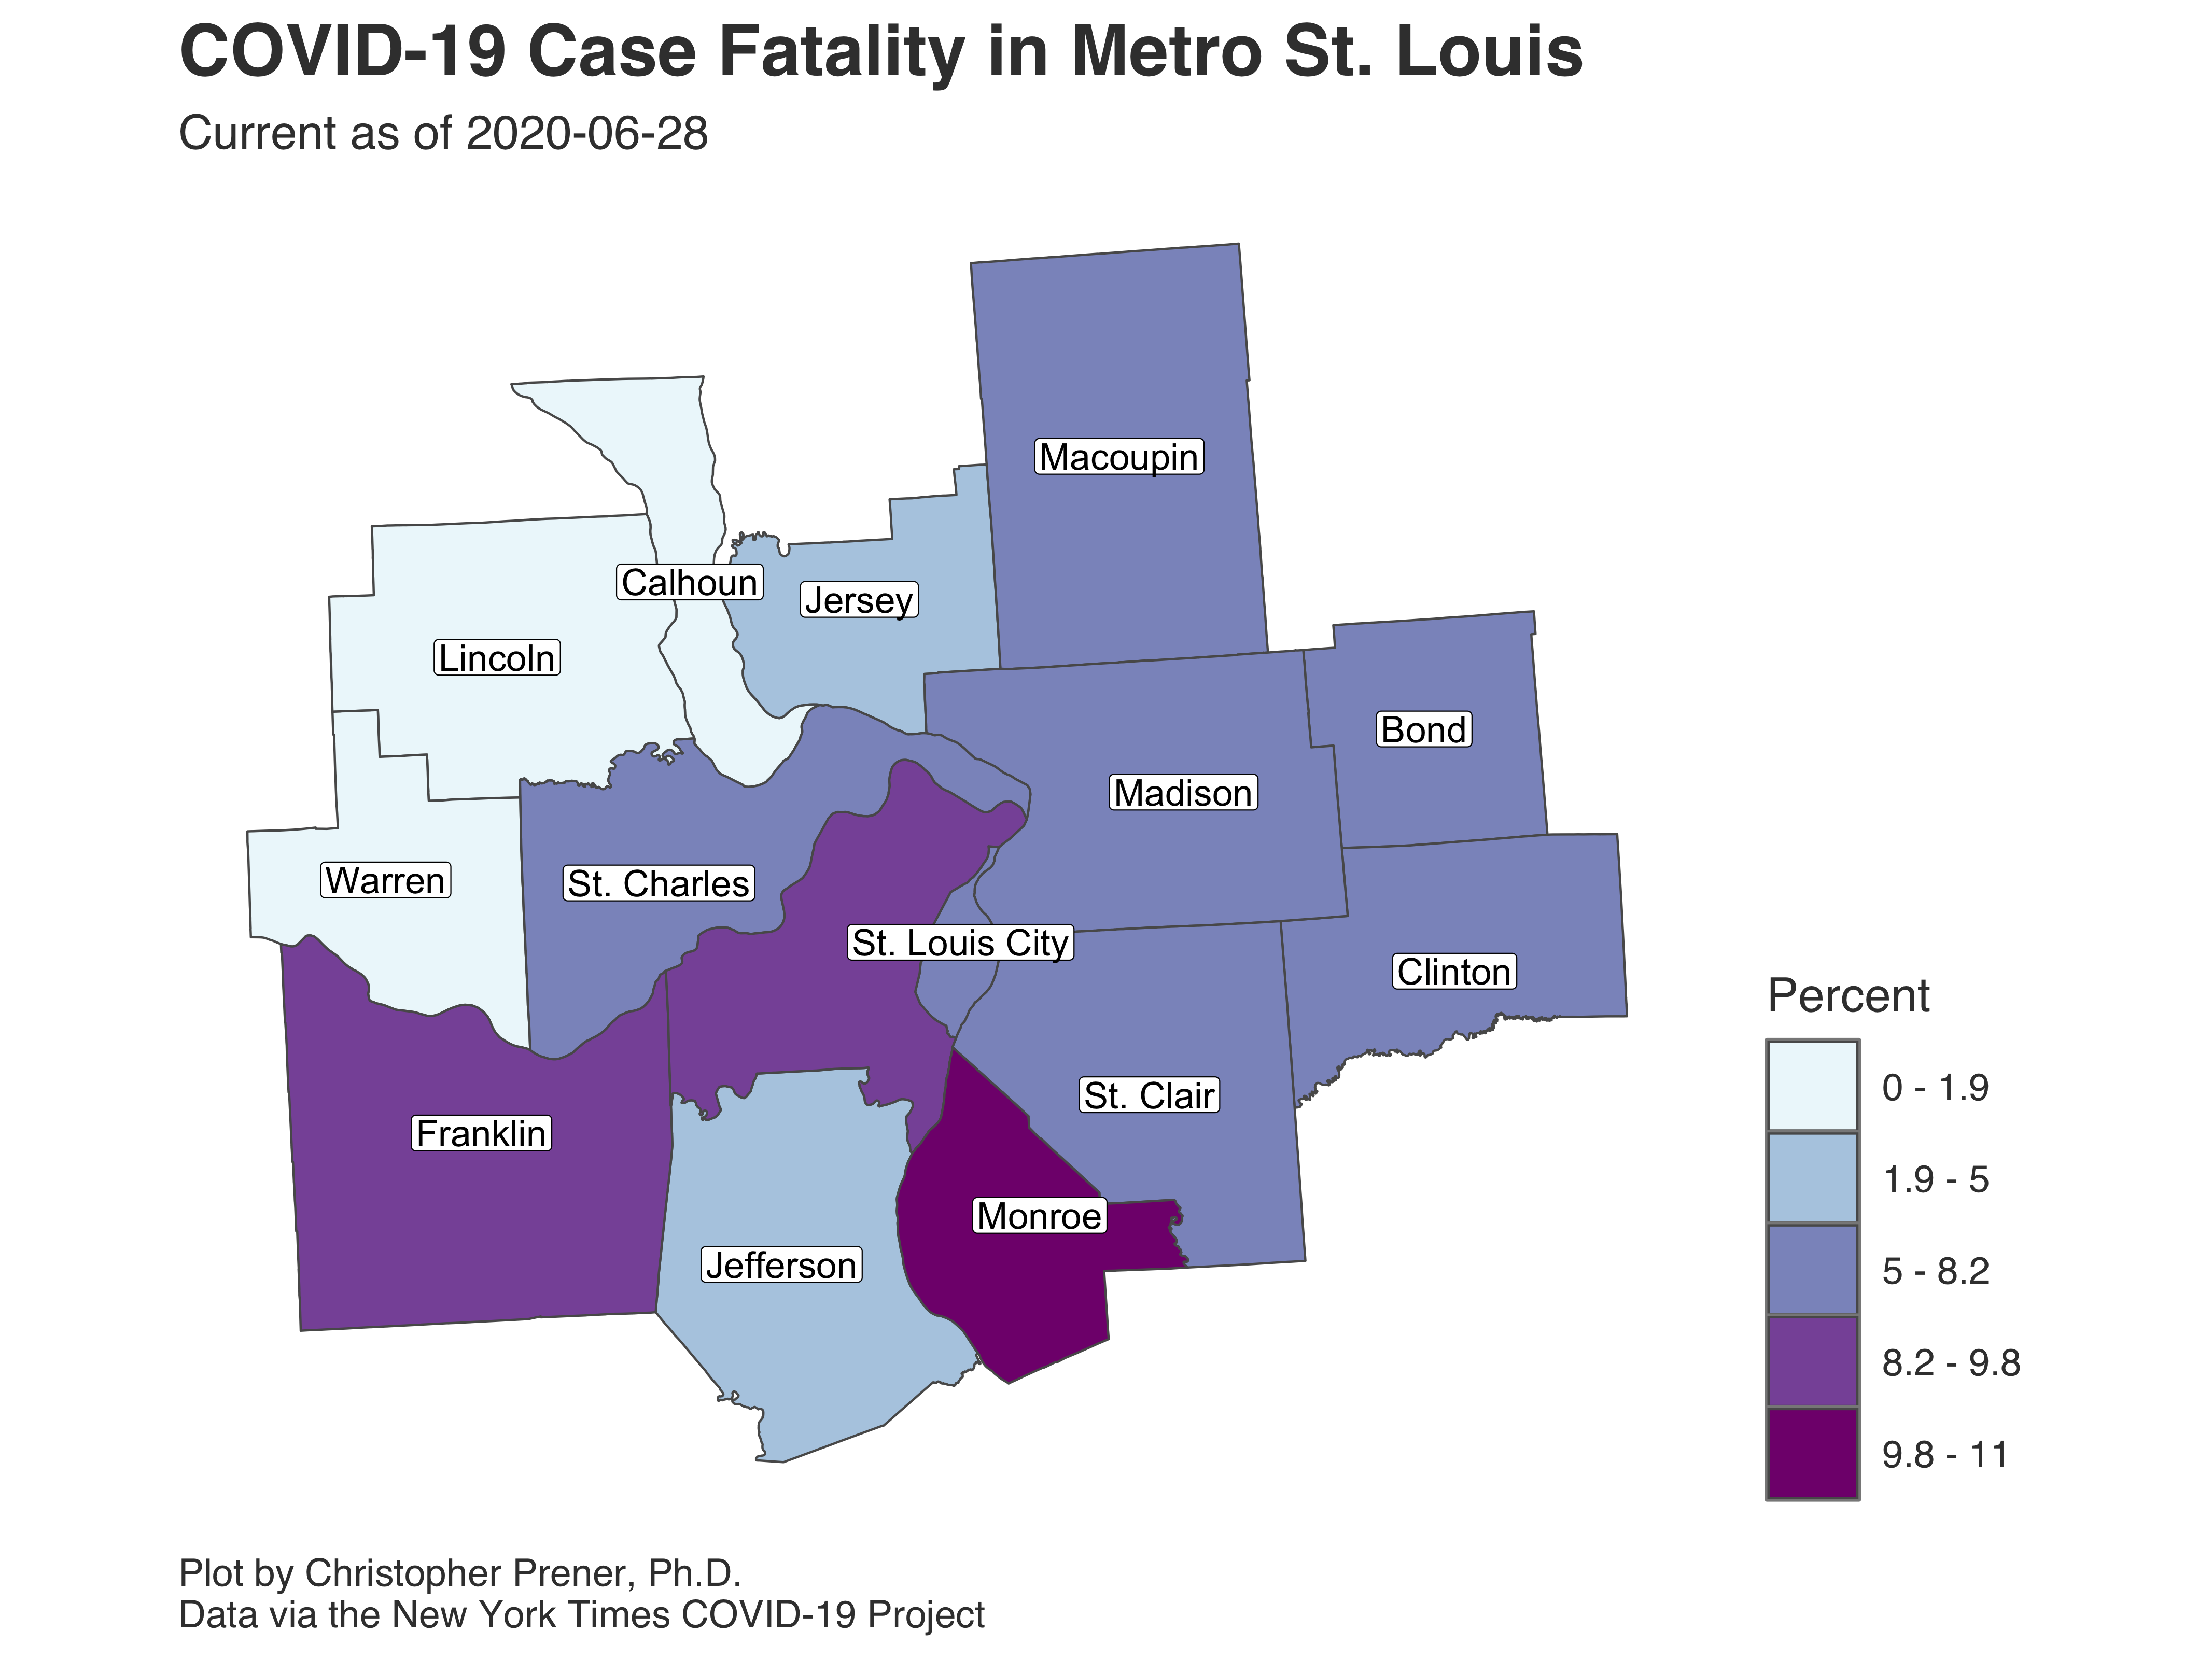 COVID-19 Case Fatality in Metro St. Louis
Current as of 2020-06-28
Macoupin
Calhoun
Jersey
Lincoln
Bond
Madison
Warren
St. Charles
St. Louis City
Clinton
St. Clair
Franklin
Monroe
Jefferson
Percent
0 - 1.9
1.9 - 5
5 - 8.2
8.2 - 9.8
9.8 - 11
Plot by Christopher Prener, Ph.D.
Data via the New York Times COVID-19 Project